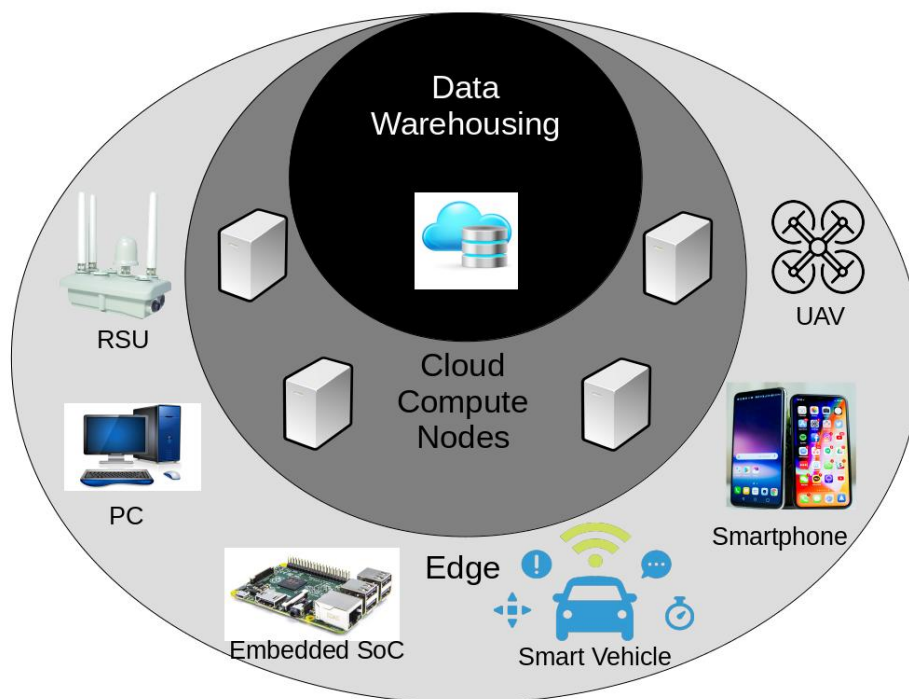 Data
Warehousing
RSU
UAV
Cloud
Compute
Nodes
PC
Smartphone
Edge
Embedded SoC
Smart Vehicle